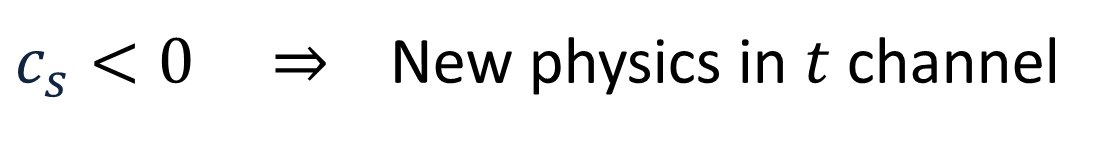 c_s < 0 ⇒ New physics in t channel